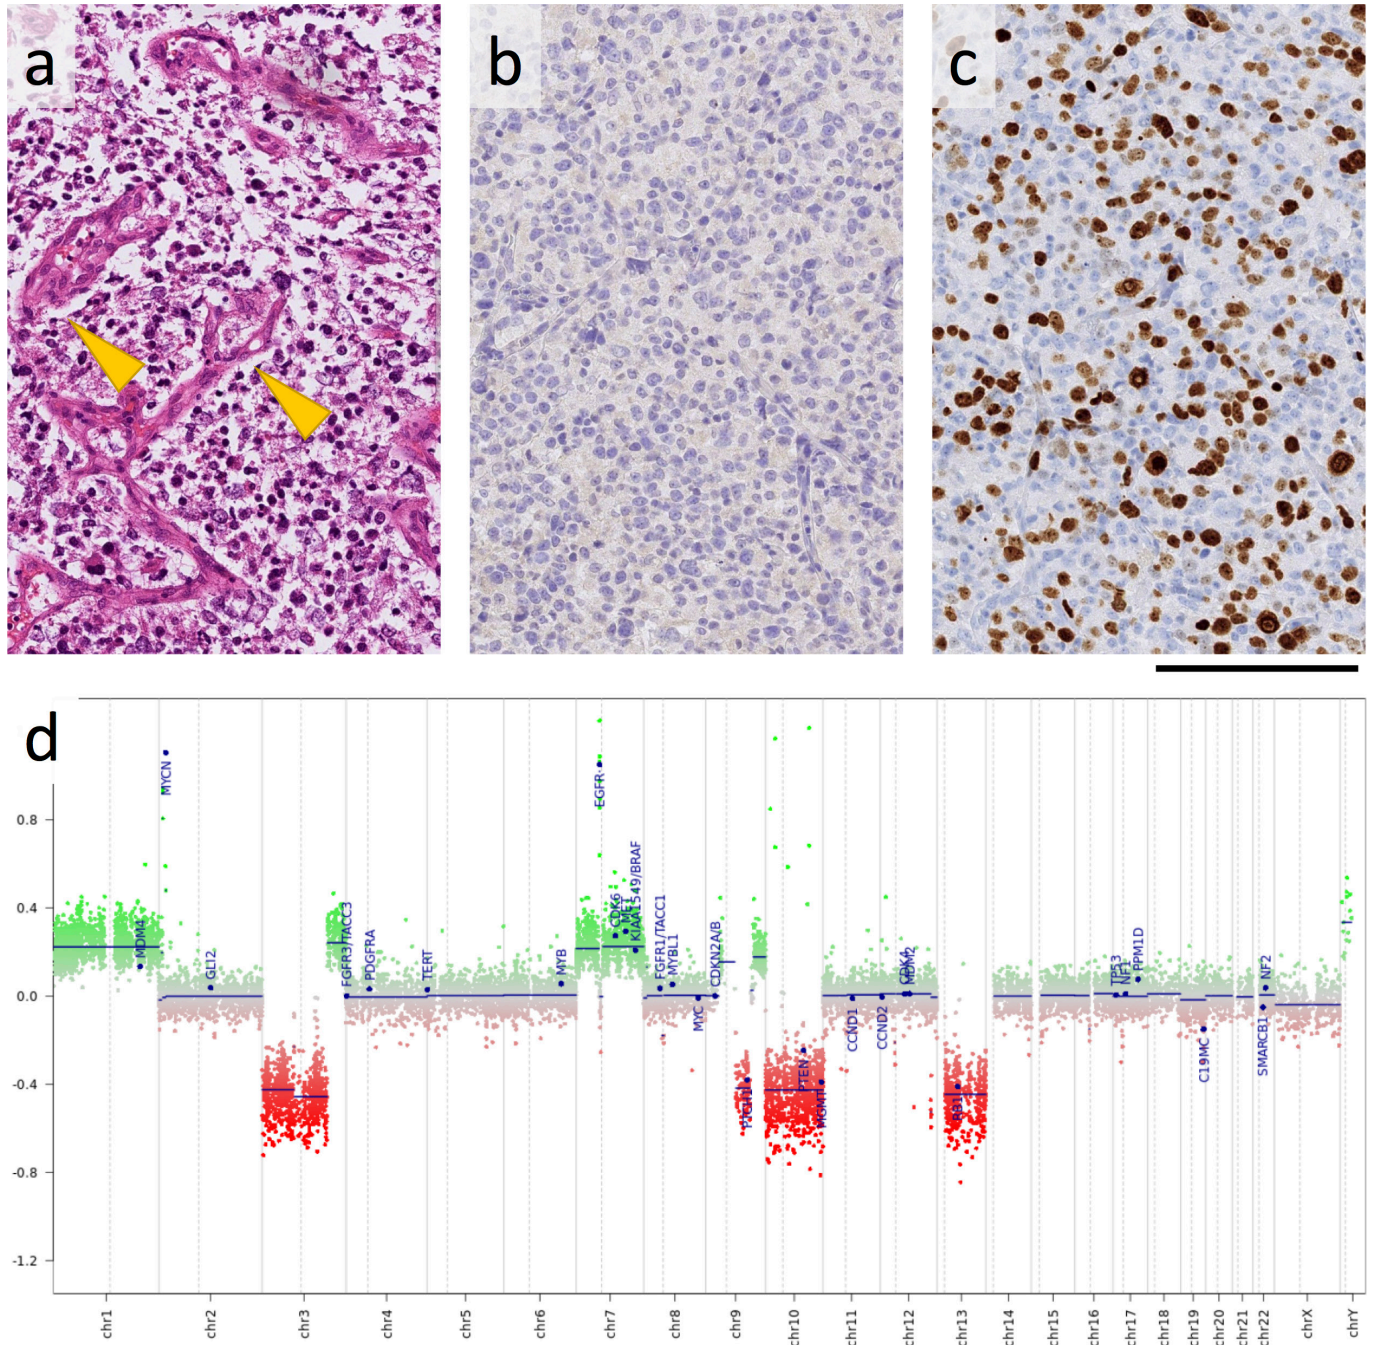 a
b
c
d
0.8
0.4
0.0
-0.4
-0.8
-1.2
MDM4
MYCN
GLI2
FGFR3/TACC3
PDGFRA
TERT
MYB
EGFR
CDK6
MET
KIAA1549/BRAF
FGFR1/TACC1
MYBL1
MYC
CDKN2A/B
PTCH1
PTEN
MGMT
CCND1
CCND2
CDK4
MDM2
RB1
TP53
NF1
PPM1D
C19MC
SMARCB1
NF2
chr1
chr2
chr3
chr4
chr5
chr6
chr7
chr8
chr9
chr10
chr11
chr12
chr13
chr14
chr15
chr16
chr17
chr18
chr19
chr20
chr21
chr22
chrX
chrY